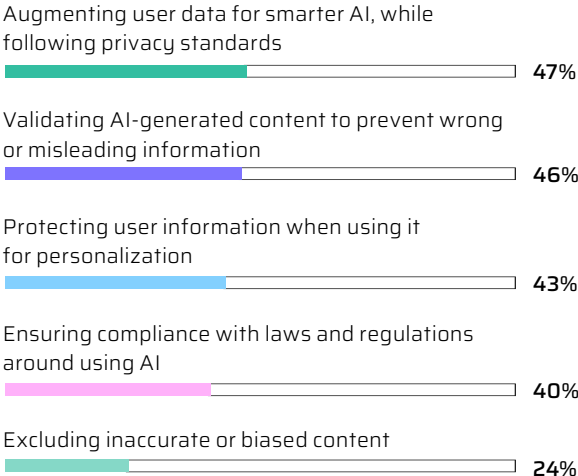 Augmenting user data for smarter AI, while
following privacy standards
47%
Validating AI-generated content to prevent wrong
or misleading information
46%
Protecting user information when using it
for personalization
43%
Ensuring compliance with laws and regulations
around using AI
40%
Excluding inaccurate or biased content
24%